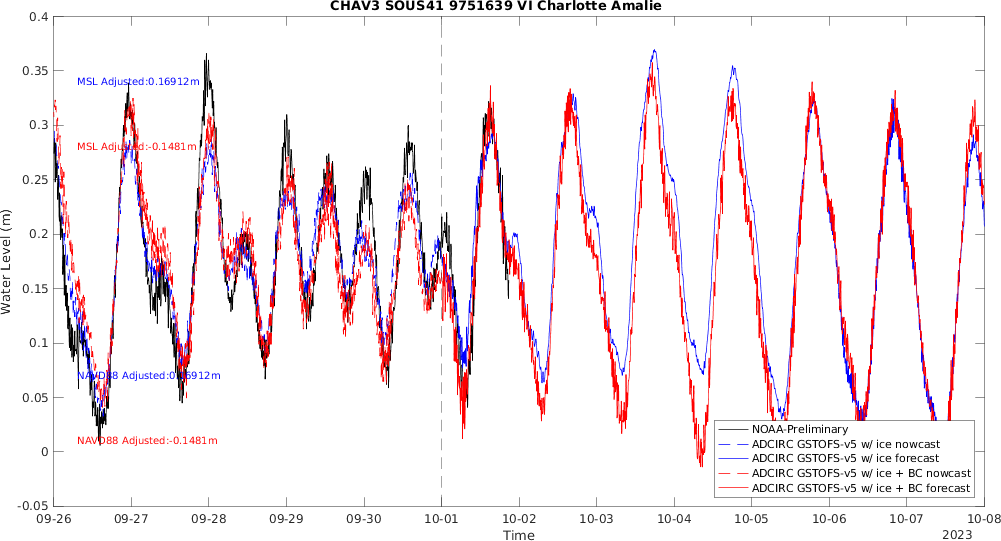 CHAV3 SOUS41 9751639 VI Charlotte Amalie
0.4
0.35
0.3
0.25
0.2
0.15
0.1
0.05
0
-0.05
Water Level (m)
MSL Adjusted:0.16912m
MSL Adjusted:-0.1481m
NAVD88 Adjusted:0.16912m
NAVD88 Adjusted:-0.1481m
NOAA-Preliminary
ADCIRC GSTOFS-v5 w/ ice nowcast
ADCIRC GSTOFS-v5 w/ ice forecast
ADCIRC GSTOFS-v5 w/ ice + BC nowcast
ADCIRC GSTOFS-v5 w/ ice + BC forecast
09-26 09-27 09-28 09-29 09-30 10-01 10-02 10-03 10-04 10-05 10-06 10-07 10-08
Time
2023